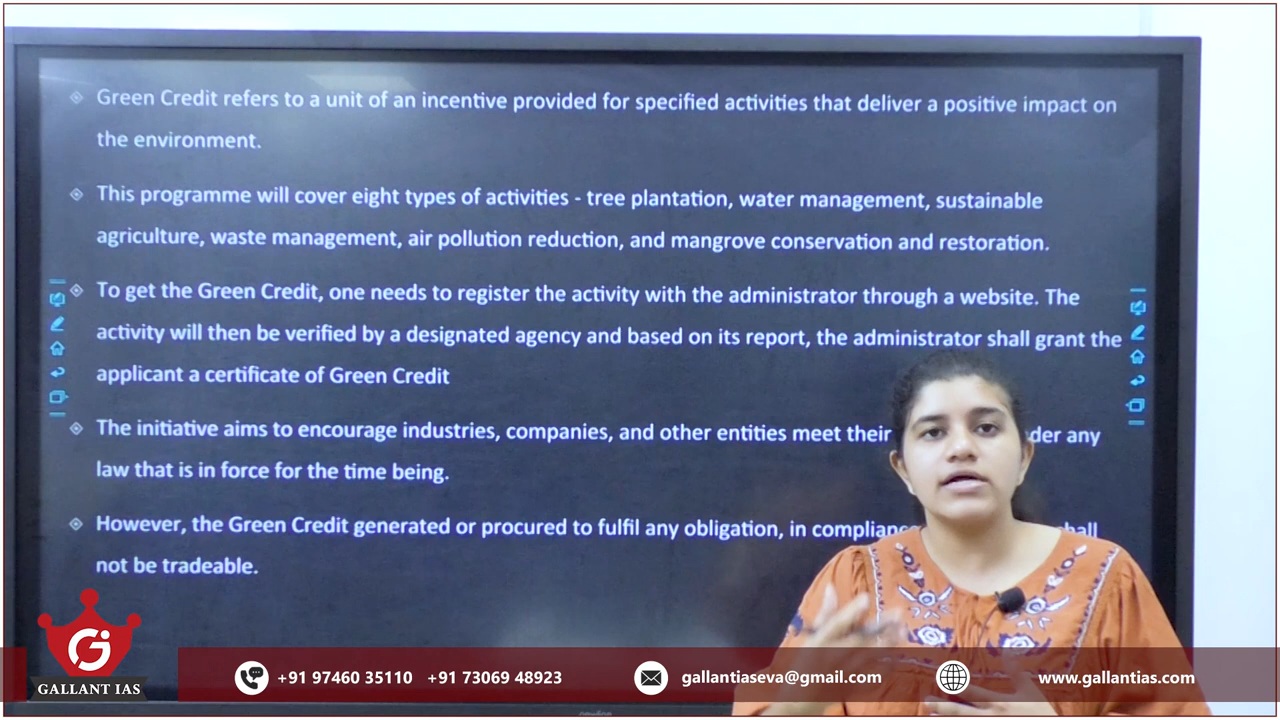 Green Credit refers to a unit of an incentive provided for specified activities that deliver a positive impact on
the environment.
This programme will cover eight types of activities - tree plantation, water management, sustainable
agriculture, waste management, air pollution reduction, and mangrove conservation and restoration.
To get the Green Credit, one needs to register the activity with the administrator through a website. The
activity will then be verified by a designated agency and based on its report, the administrator shall grant the
applicant a certificate of Green Credit
The initiative aims to encourage industries, companies, and other entities meet their any
law that is in force for the time being.
However, the Green Credit generated or procured to fulfil any obligation, in
not be tradeable.
Gi
GALLANT IAS
+91 97460 35110 +91 73069 48923
gallantiaseva@gmail.com
www.gallantias.com